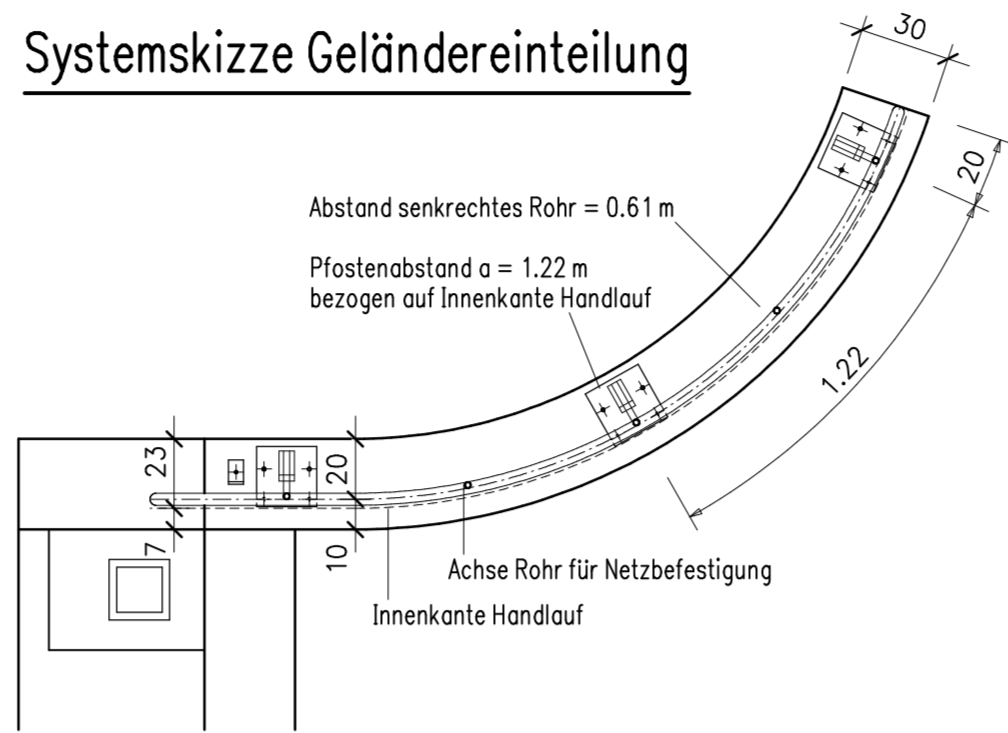 Systemskizze Geländereinteilung
30
20
Abstand senkrechtes Rohr = 0.61 m
Pfostenabstand a = 1.22 m
bezogen auf Innenkante Handlauf
1.22
23
20
7
10
Achse Rohr für Netzbefestigung
Innenkante Handlauf